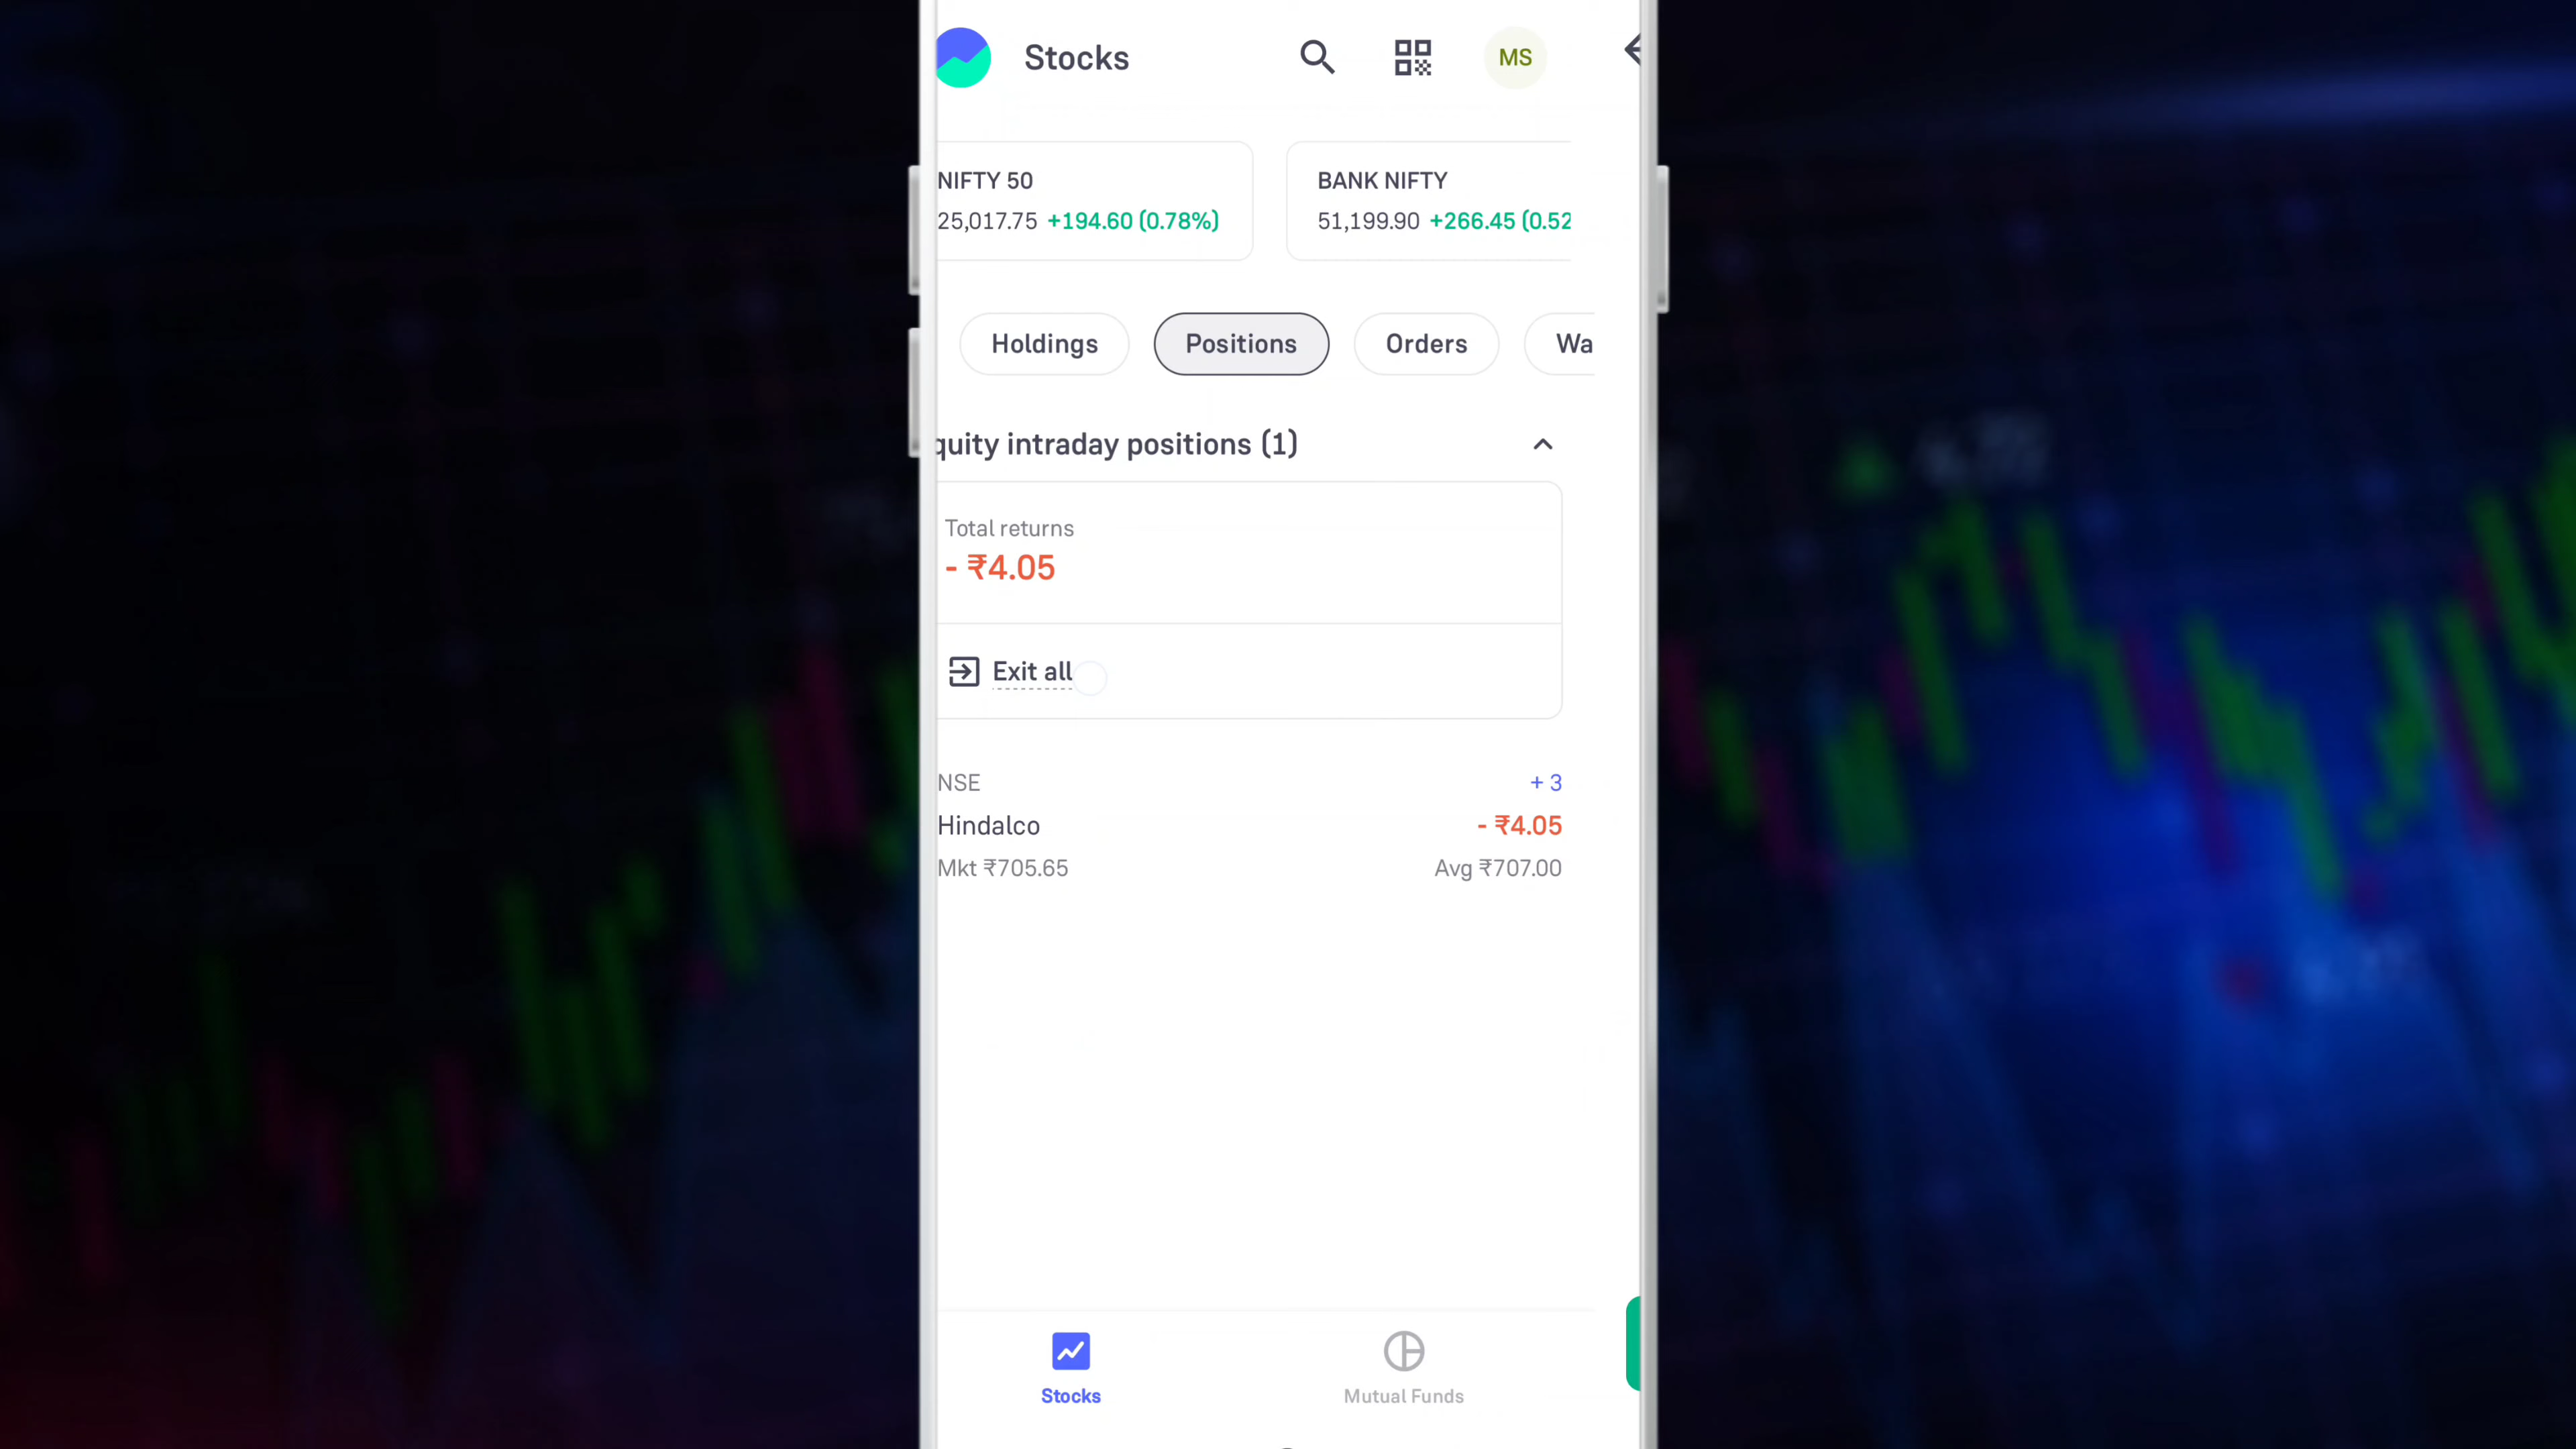 Stocks
MS
NIFTY 50
25,017.75 +194.60 (0.78%)
BANK NIFTY
51,199.90 +266.45 (0.52
Holdings
Positions
Orders
Wa
quity intraday positions (1)
Total returns
- ₹4.05
Exit all
NSE
+ 3
Hindalco
- ₹4.05
Mkt ₹705.65
Avg ₹707.00
Stocks
Mutual Funds